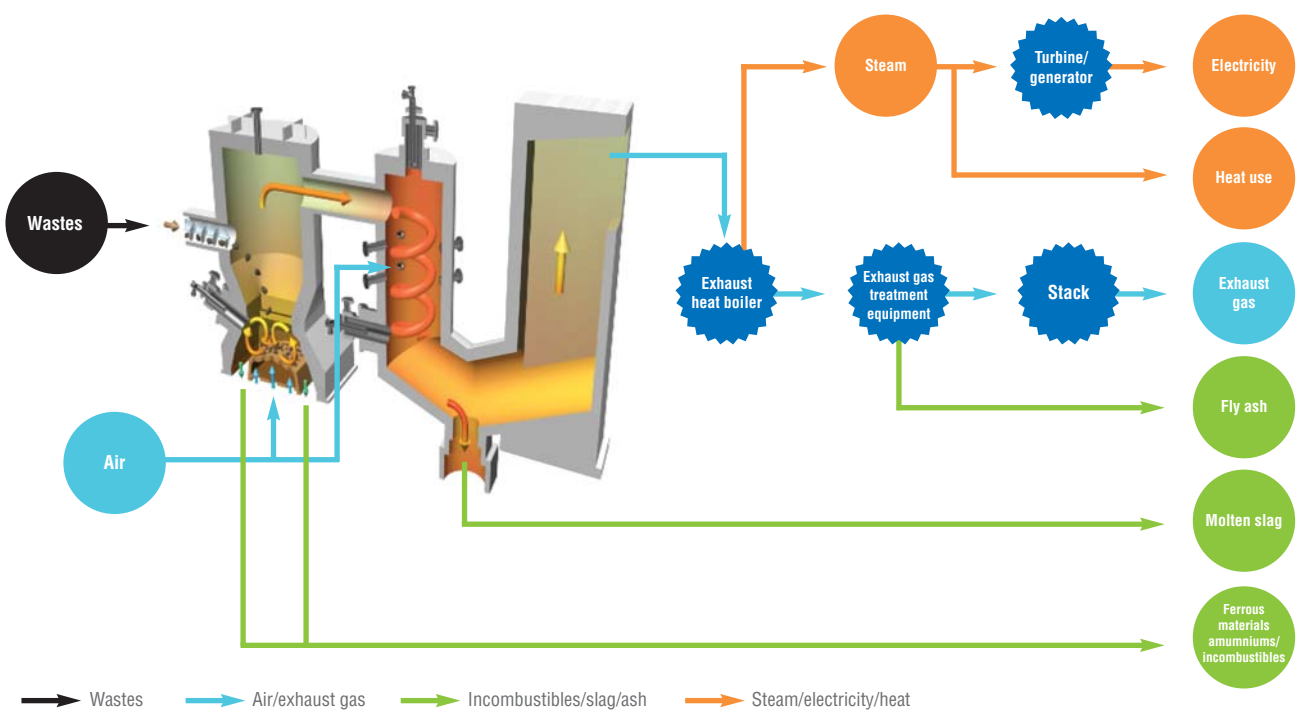 Steam
Turbine/
generator
Electricity
Heat use
Wastes
Exhaust
heat boiler
Exhaust gas
treatment
equipment
Stack
Exhaust
gas
Fly ash
Air
Molten slag
Ferrous
materials
amumniums/
incombustibles
Wastes
Air/exhaust gas
Incombustibles/slag/ash
Steam/electricity/heat